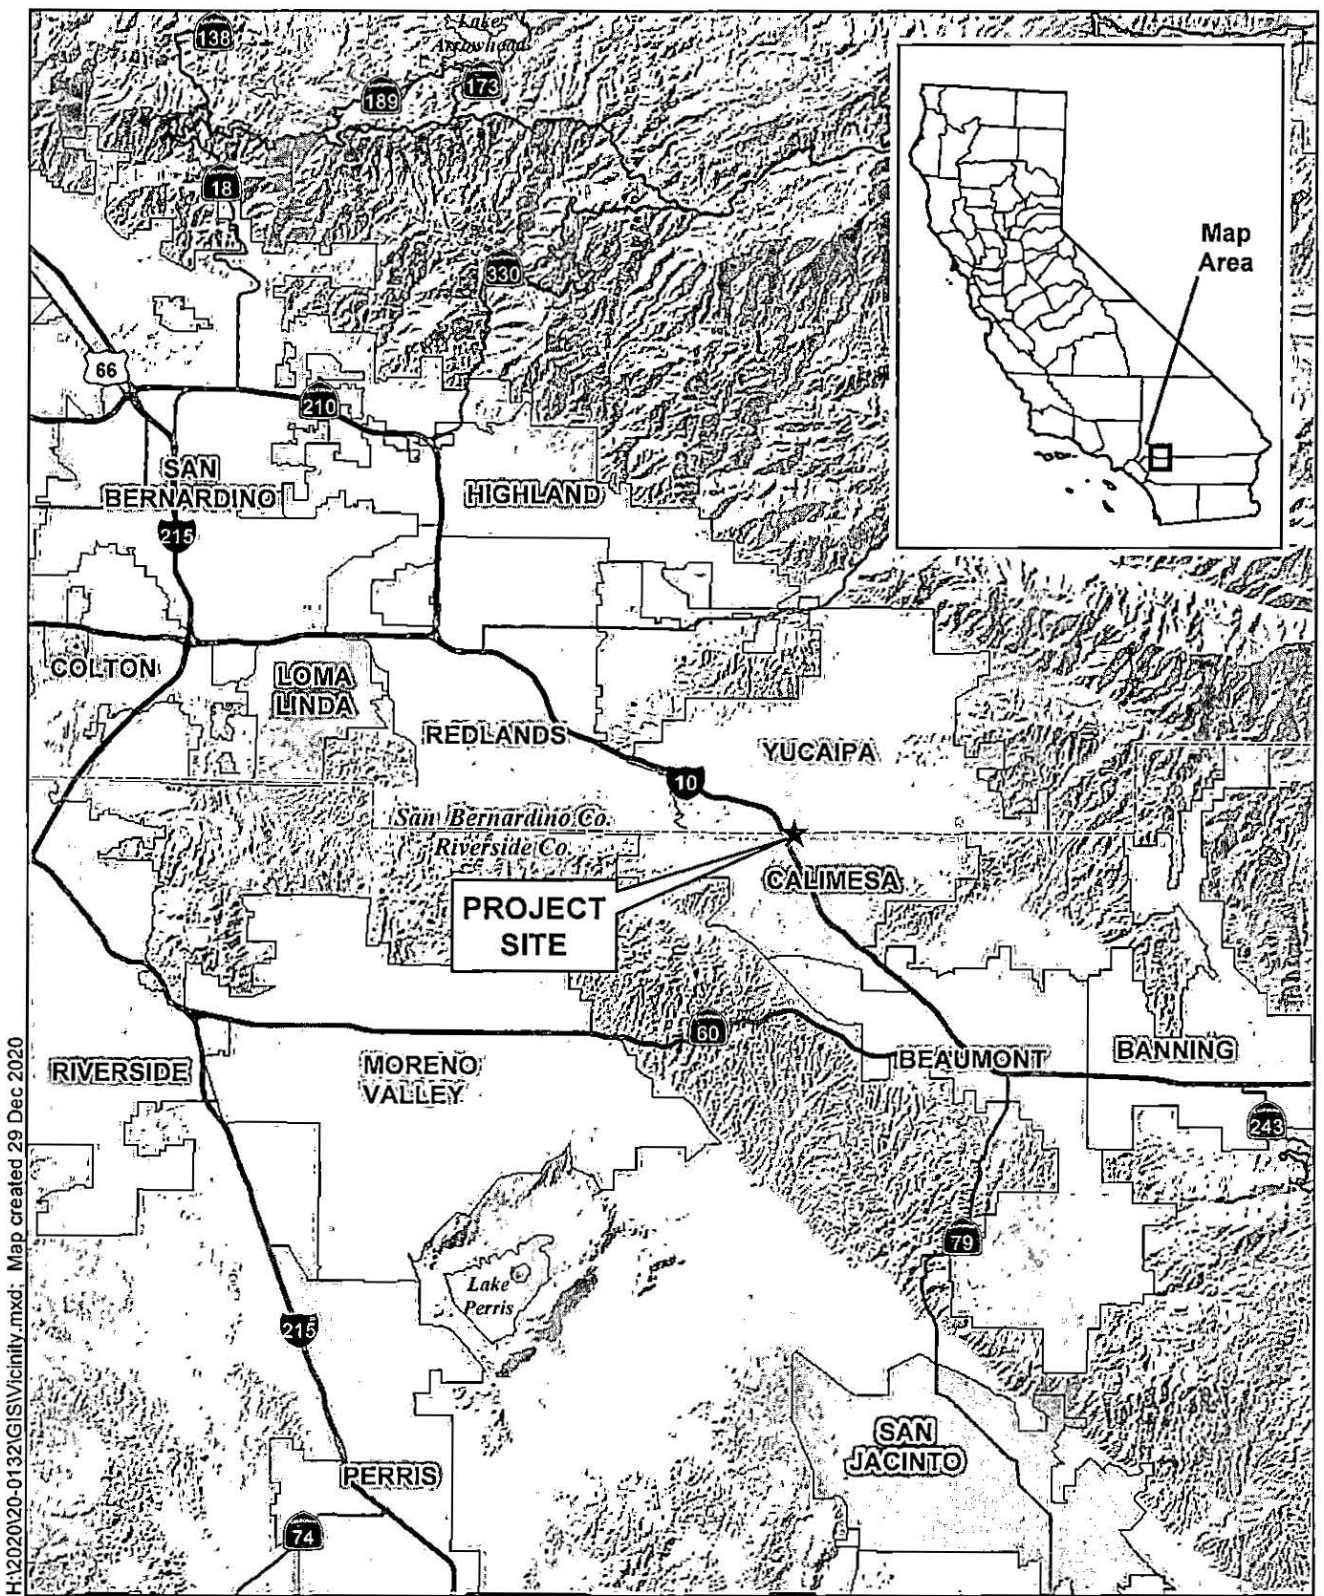 138
Lake
Arrowhead
189
173
18
330
Map
Area
66
210
SAN
BERNARDINO
HIGHLAND
215
COLTON
LOMA
LINDA
REDLANDS
YUCAIPA
10
San Bernardino Co.
Riverside Co.
CALIMESA
PROJECT
SITE
60
RIVERSIDE
MORENO
VALLEY
BEAUMONT
BANNING
243
79
Lake
Perris
215
SAN
JACINTO
PERRIS
74
H:\2020\20-0132\GIS\Vicinity.mxd; Map created 29 Dec 2020